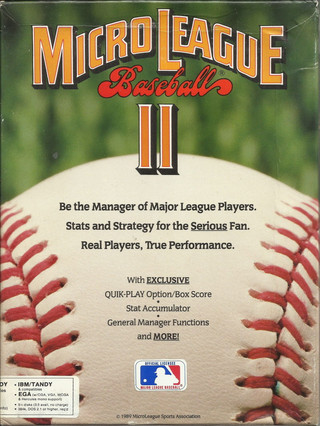 MICROLEAGUE
Baseball
II
Be the Manager of Major League Players.
Stats and Strategy for the Serious Fan.
Real Players, True Performance.
With EXCLUSIVE
QUIK-PLAY Option/Box Score
•
Stat Accumulator
•
General Manager Functions
and MORE!
OFFICIAL LICENSEE
MAJOR LEAGUE BASEBALL
• IBM/TANDY
& compatibles
• EGA
© 1989 MicroLeague Sports Association